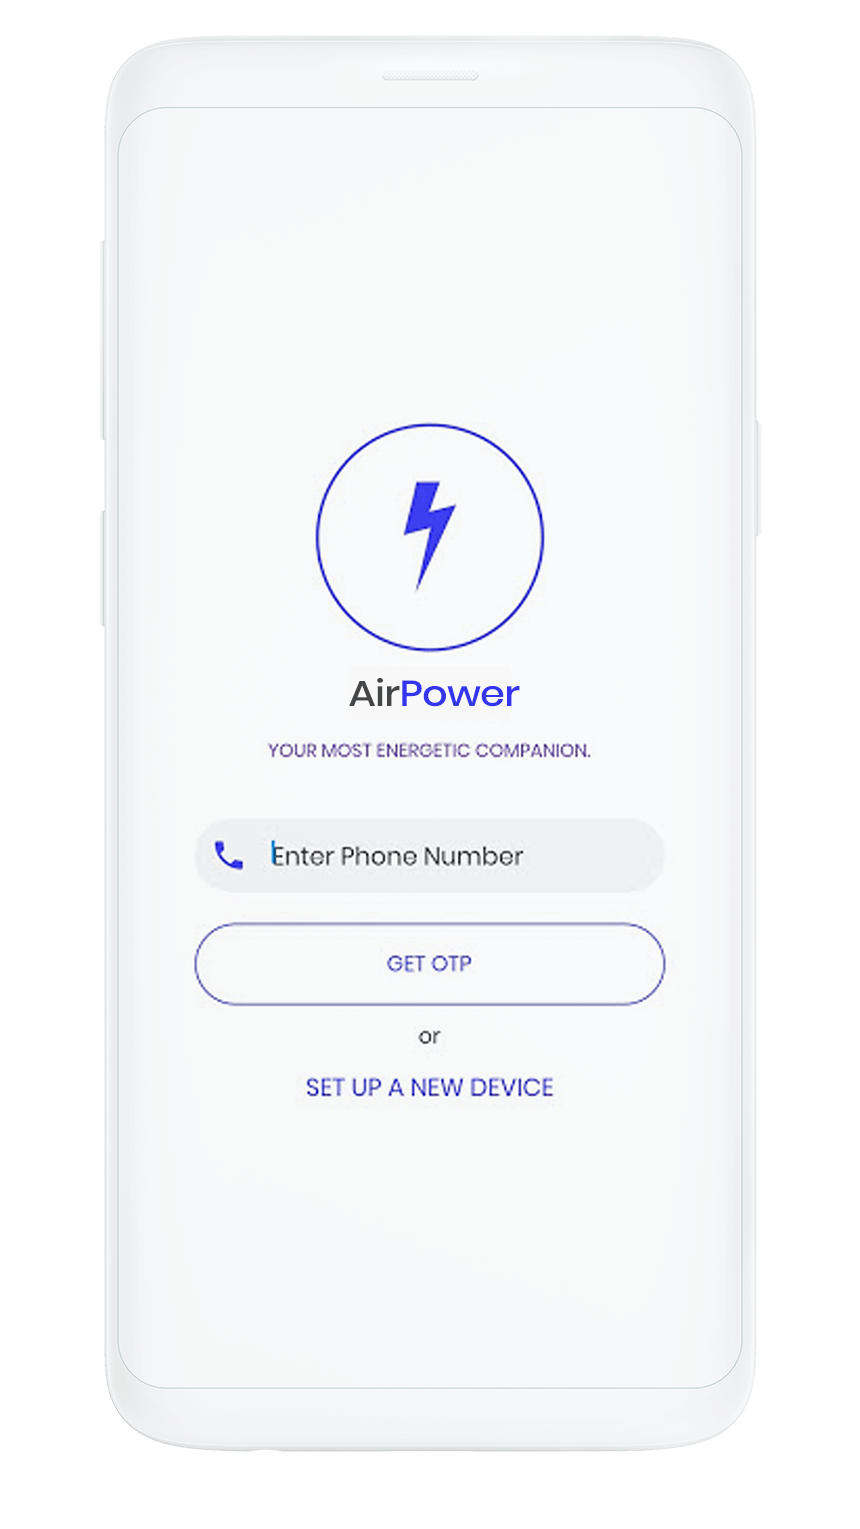 AirPower
YOUR MOST ENERGETIC COMPANION.
Enter Phone Number
GET OTP
or
SET UP A NEW DEVICE